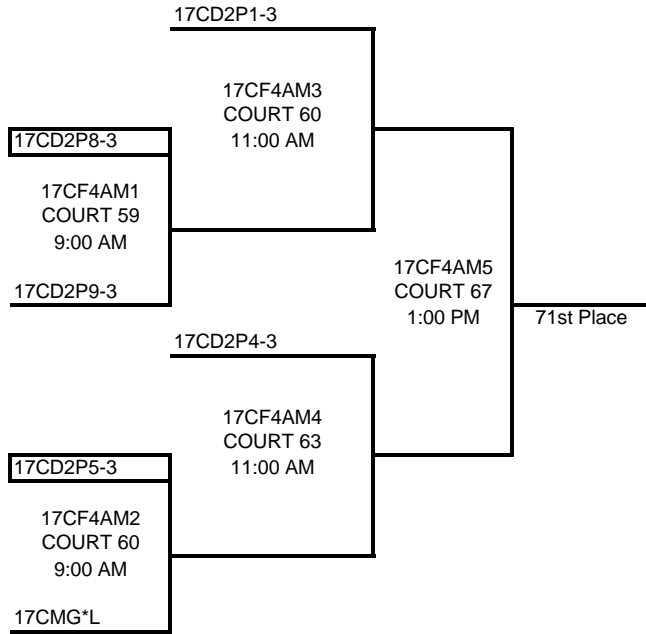 17CD2P1-3
17CF4AM3
COURT 60
11:00 AM
17CD2P8-3
17CF4AM1
COURT 59
9:00 AM
17CD2P9-3
17CF4AM5
COURT 67
1:00 PM
71st Place
17CD2P4-3
17CF4AM4
COURT 63
11:00 AM
17CD2P5-3
17CF4AM2
COURT 60
9:00 AM
17CMG*L